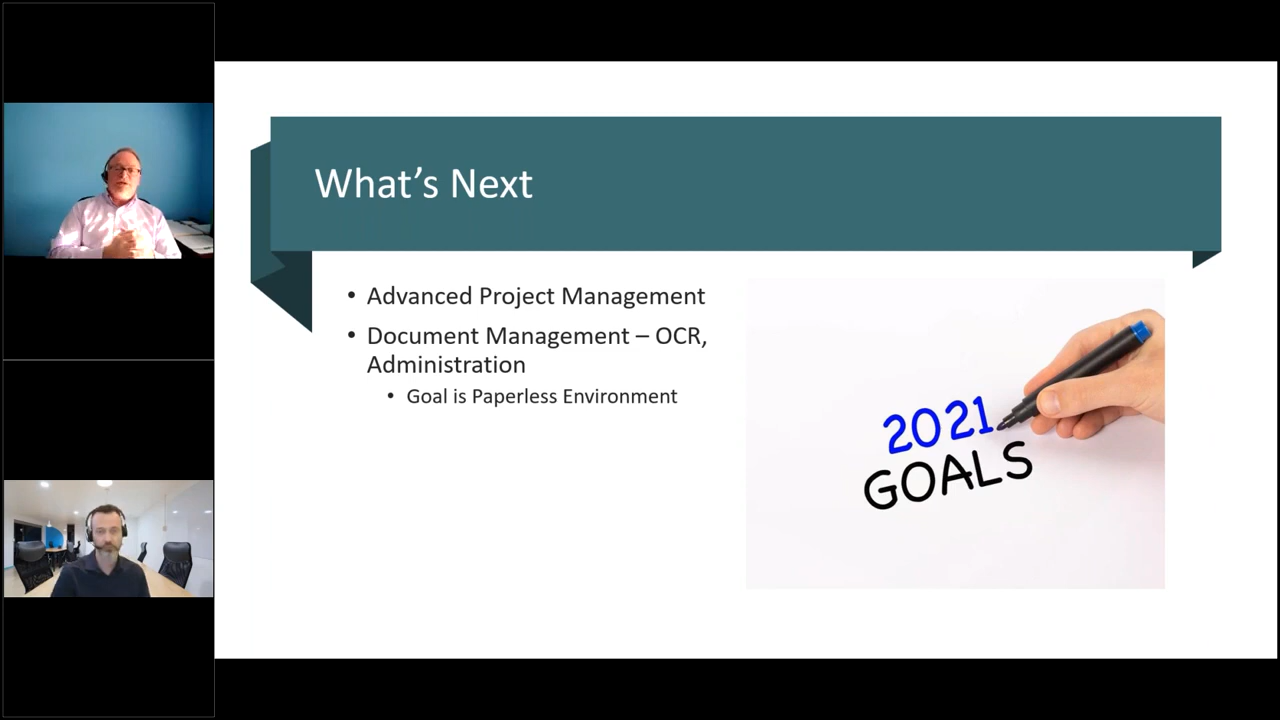 What’s Next
• Advanced Project Management
• Document Management – OCR,
Administration
• Goal is Paperless Environment
2021
GOALS